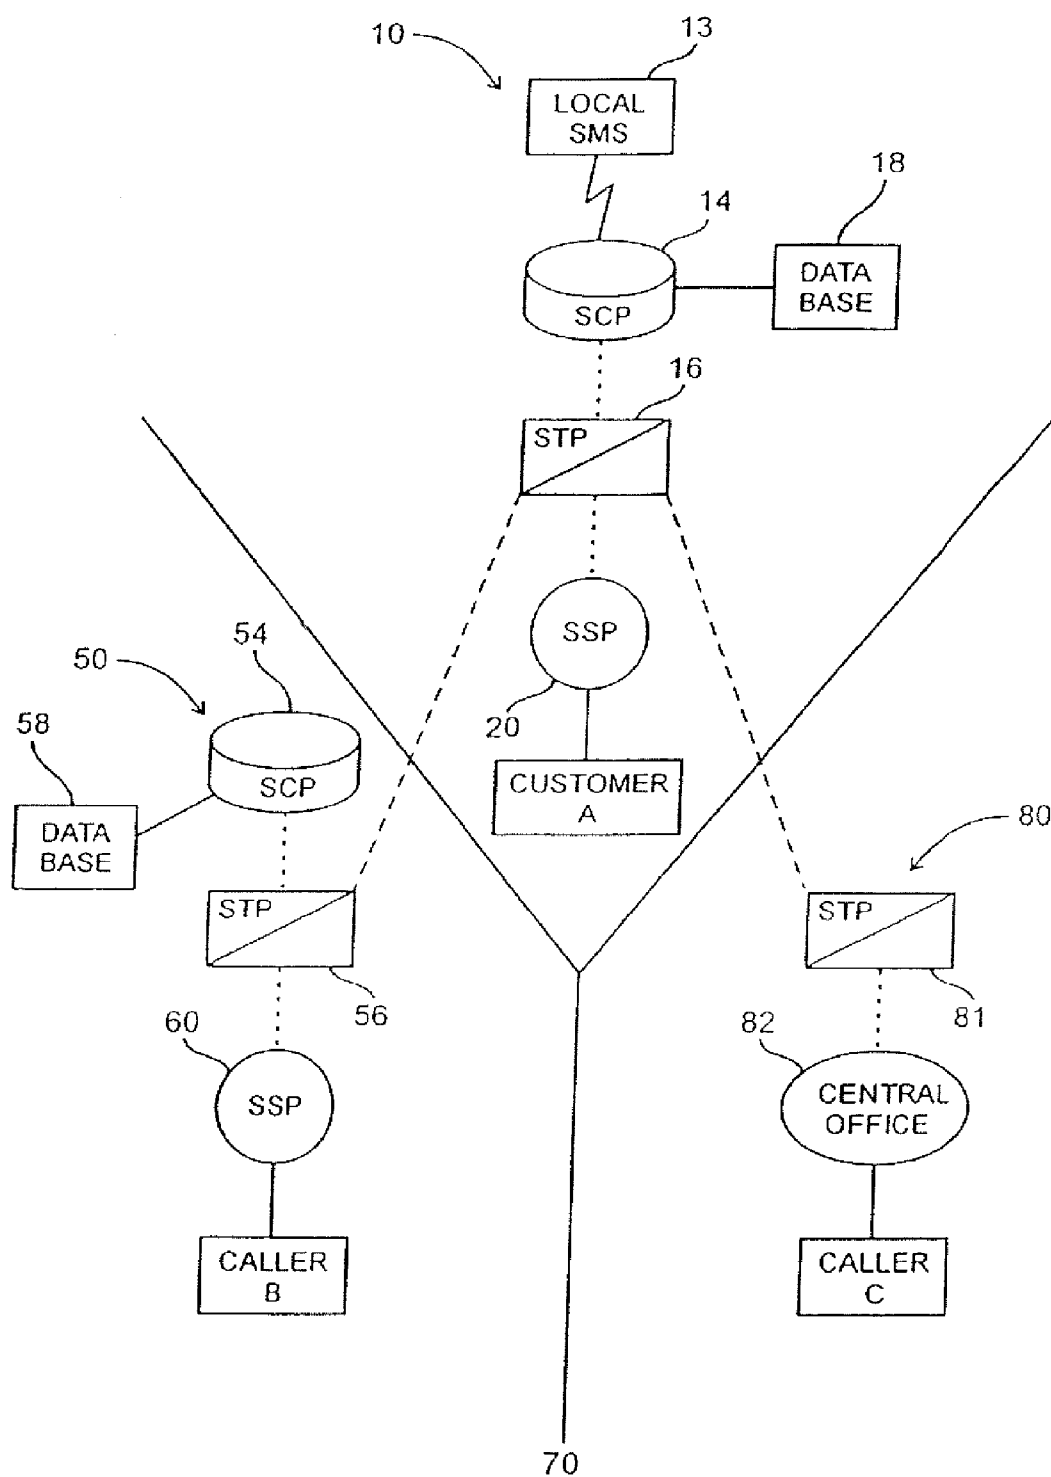 10
13
LOCAL
SMS
18
14
DATA
BASE
SCP
16
STP
54
50
SSP
58
20
SCP
CUSTOMER
A
DATA
BASE
80
STP
STP
56
81
60
82
SSP
CENTRAL
OFFICE
CALLER
B
CALLER
C
70